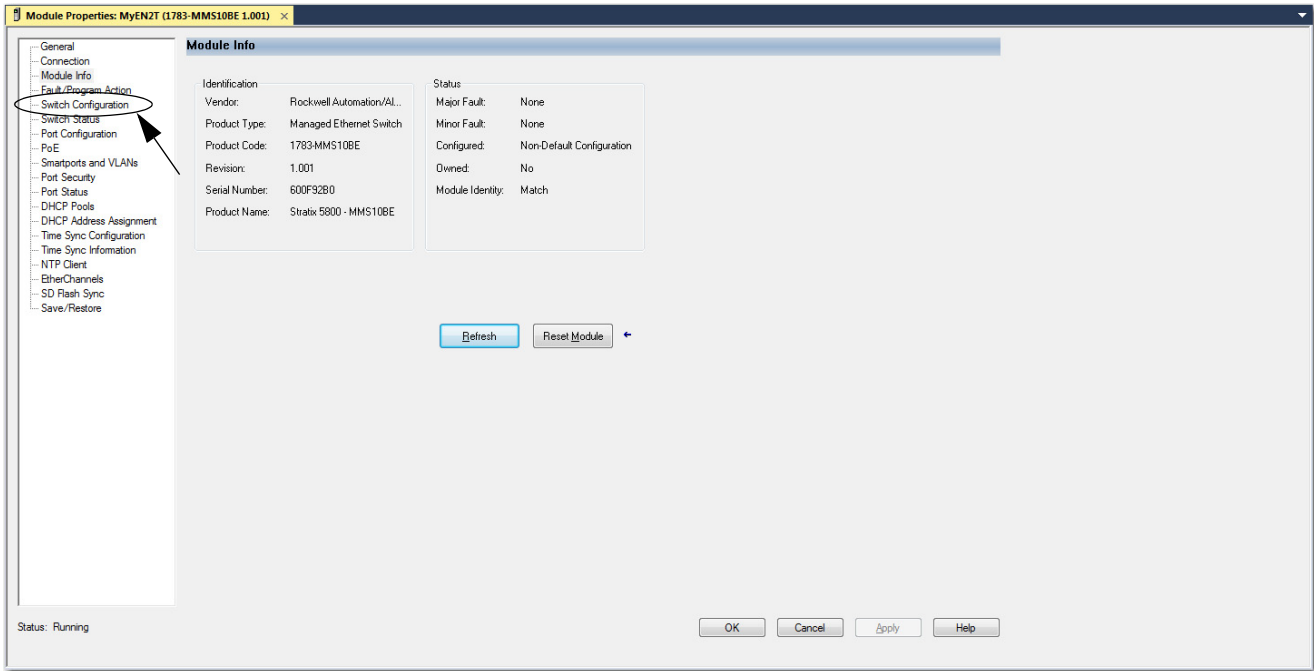 Module Properties: MyEN2T (1783-MMS10BE 1.001) ×
General
Connection
Module Info
Fault/Program Action
Switch Configuration
Switch Status
Port Configuration
PoE
Smartports and VLANs
Port Security
Port Status
DHCP Pools
DHCP Address Assignment
Time Sync Configuration
Time Sync Information
NTP Client
EtherChannels
SD Flash Sync
Save/Restore
Module Info
Identification
Vendor: Rockwell Automation/Al...
Product Type: Managed Ethernet Switch
Product Code: 1783-MMS10BE
Revision: 1.001
Serial Number: 600F92B0
Product Name: Stratix 5800 - MMS10BE
Status
Major Fault: None
Minor Fault: None
Configured: Non-Default Configuration
Owned: No
Module Identity: Match
Refresh
Reset Module
Status: Running
OK
Cancel
Apply
Help